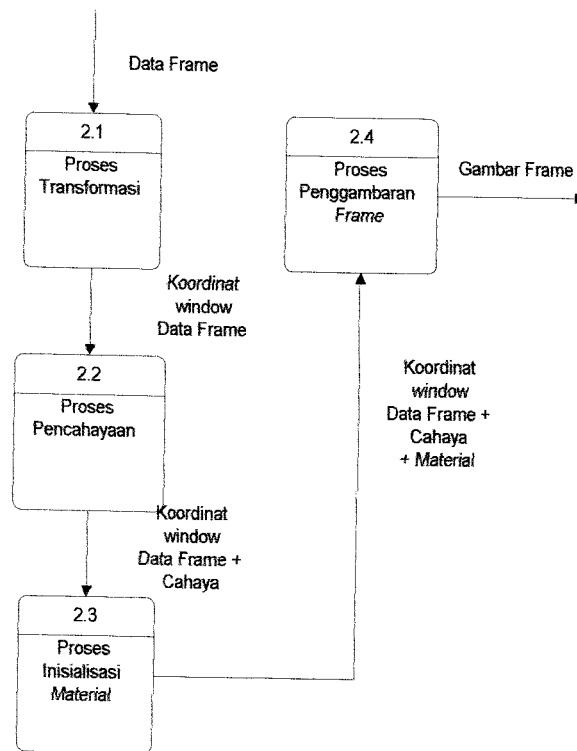 Data Frame
2.1
Proses
Transformasi
Koordinat
window
Data Frame
2.2
Proses
Pencahayaan
Koordinat
window
Data Frame +
Cahaya
2.3
Proses
Inisialisasi
Material
Koordinat
window
Data Frame +
Cahaya
+ Material
2.4
Proses
Penggambaran
Frame
Gambar Frame